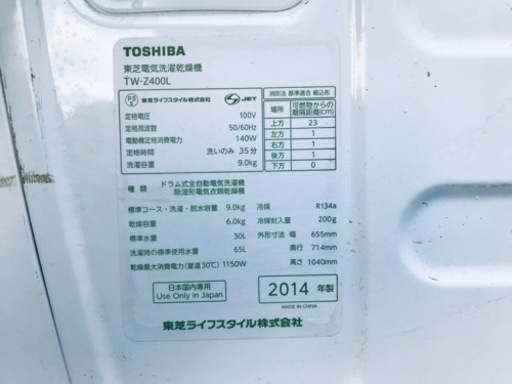 TOSHIBA
東芝電気洗濯乾燥機
TW-Z400L
PS E
東芝ライフスタイル株式会社
S-JET
定格電圧 100V
定格周波数 50/60Hz
電動機定格消費電力 140W
定格時間 洗いのみ 35分
洗濯容量 9.0kg
消防法 基準適合 組込形
場所 可燃物からの離隔距離(cm)
上方 23
左方 1
右方 1
後方 1
下方 0
種類 ドラム式全自動電気洗濯機
除湿形電気衣類乾燥機
標準コース・洗濯・脱水容量 9.0kg 冷媒 R134a
乾燥容量 6.0kg 冷媒封入量 200g
標準水量 30L 外形寸法 幅 655mm
洗濯時の標準使用水量 65L 奥行 714mm
乾燥最大消費電力(室温30℃) 1150W 高さ 1040mm
日本国内専用
Use Only in Japan
2014 年製
MADE IN CHINA
東芝ライフスタイル株式会社